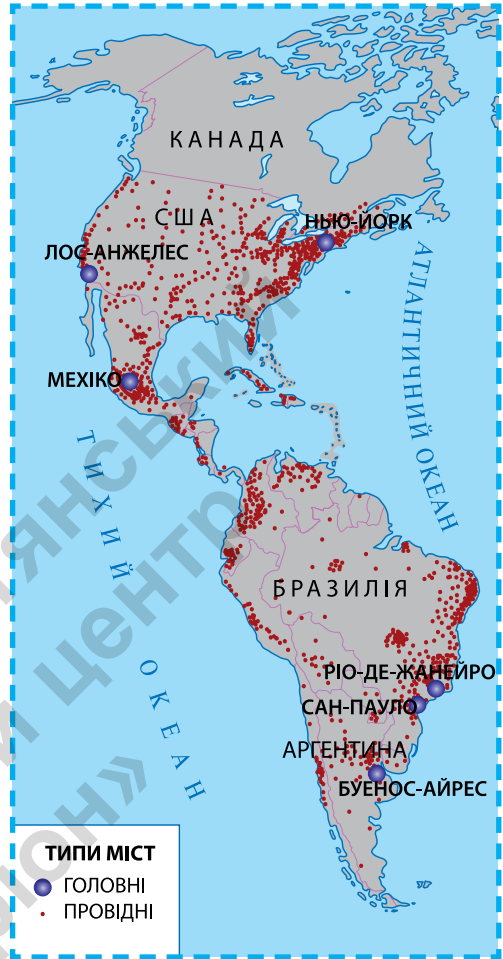 КАНАДА
США
НЬЮ-ЙОРК
ЛОС-АНЖЕЛЕС
АТЛАНТИЧНИЙ ОКЕАН
МЕХІКО
ТИХИЙ
ОКЕАН
БРАЗИЛІЯ
РІО-ДЕ-ЖАНЕЙРО
САН-ПАУЛО
АРГЕНТИНА
БУЕНОС-АЙРЕС
ТИПИ МІСТ
ГОЛОВНІ
ПРОВІДНІ
центр